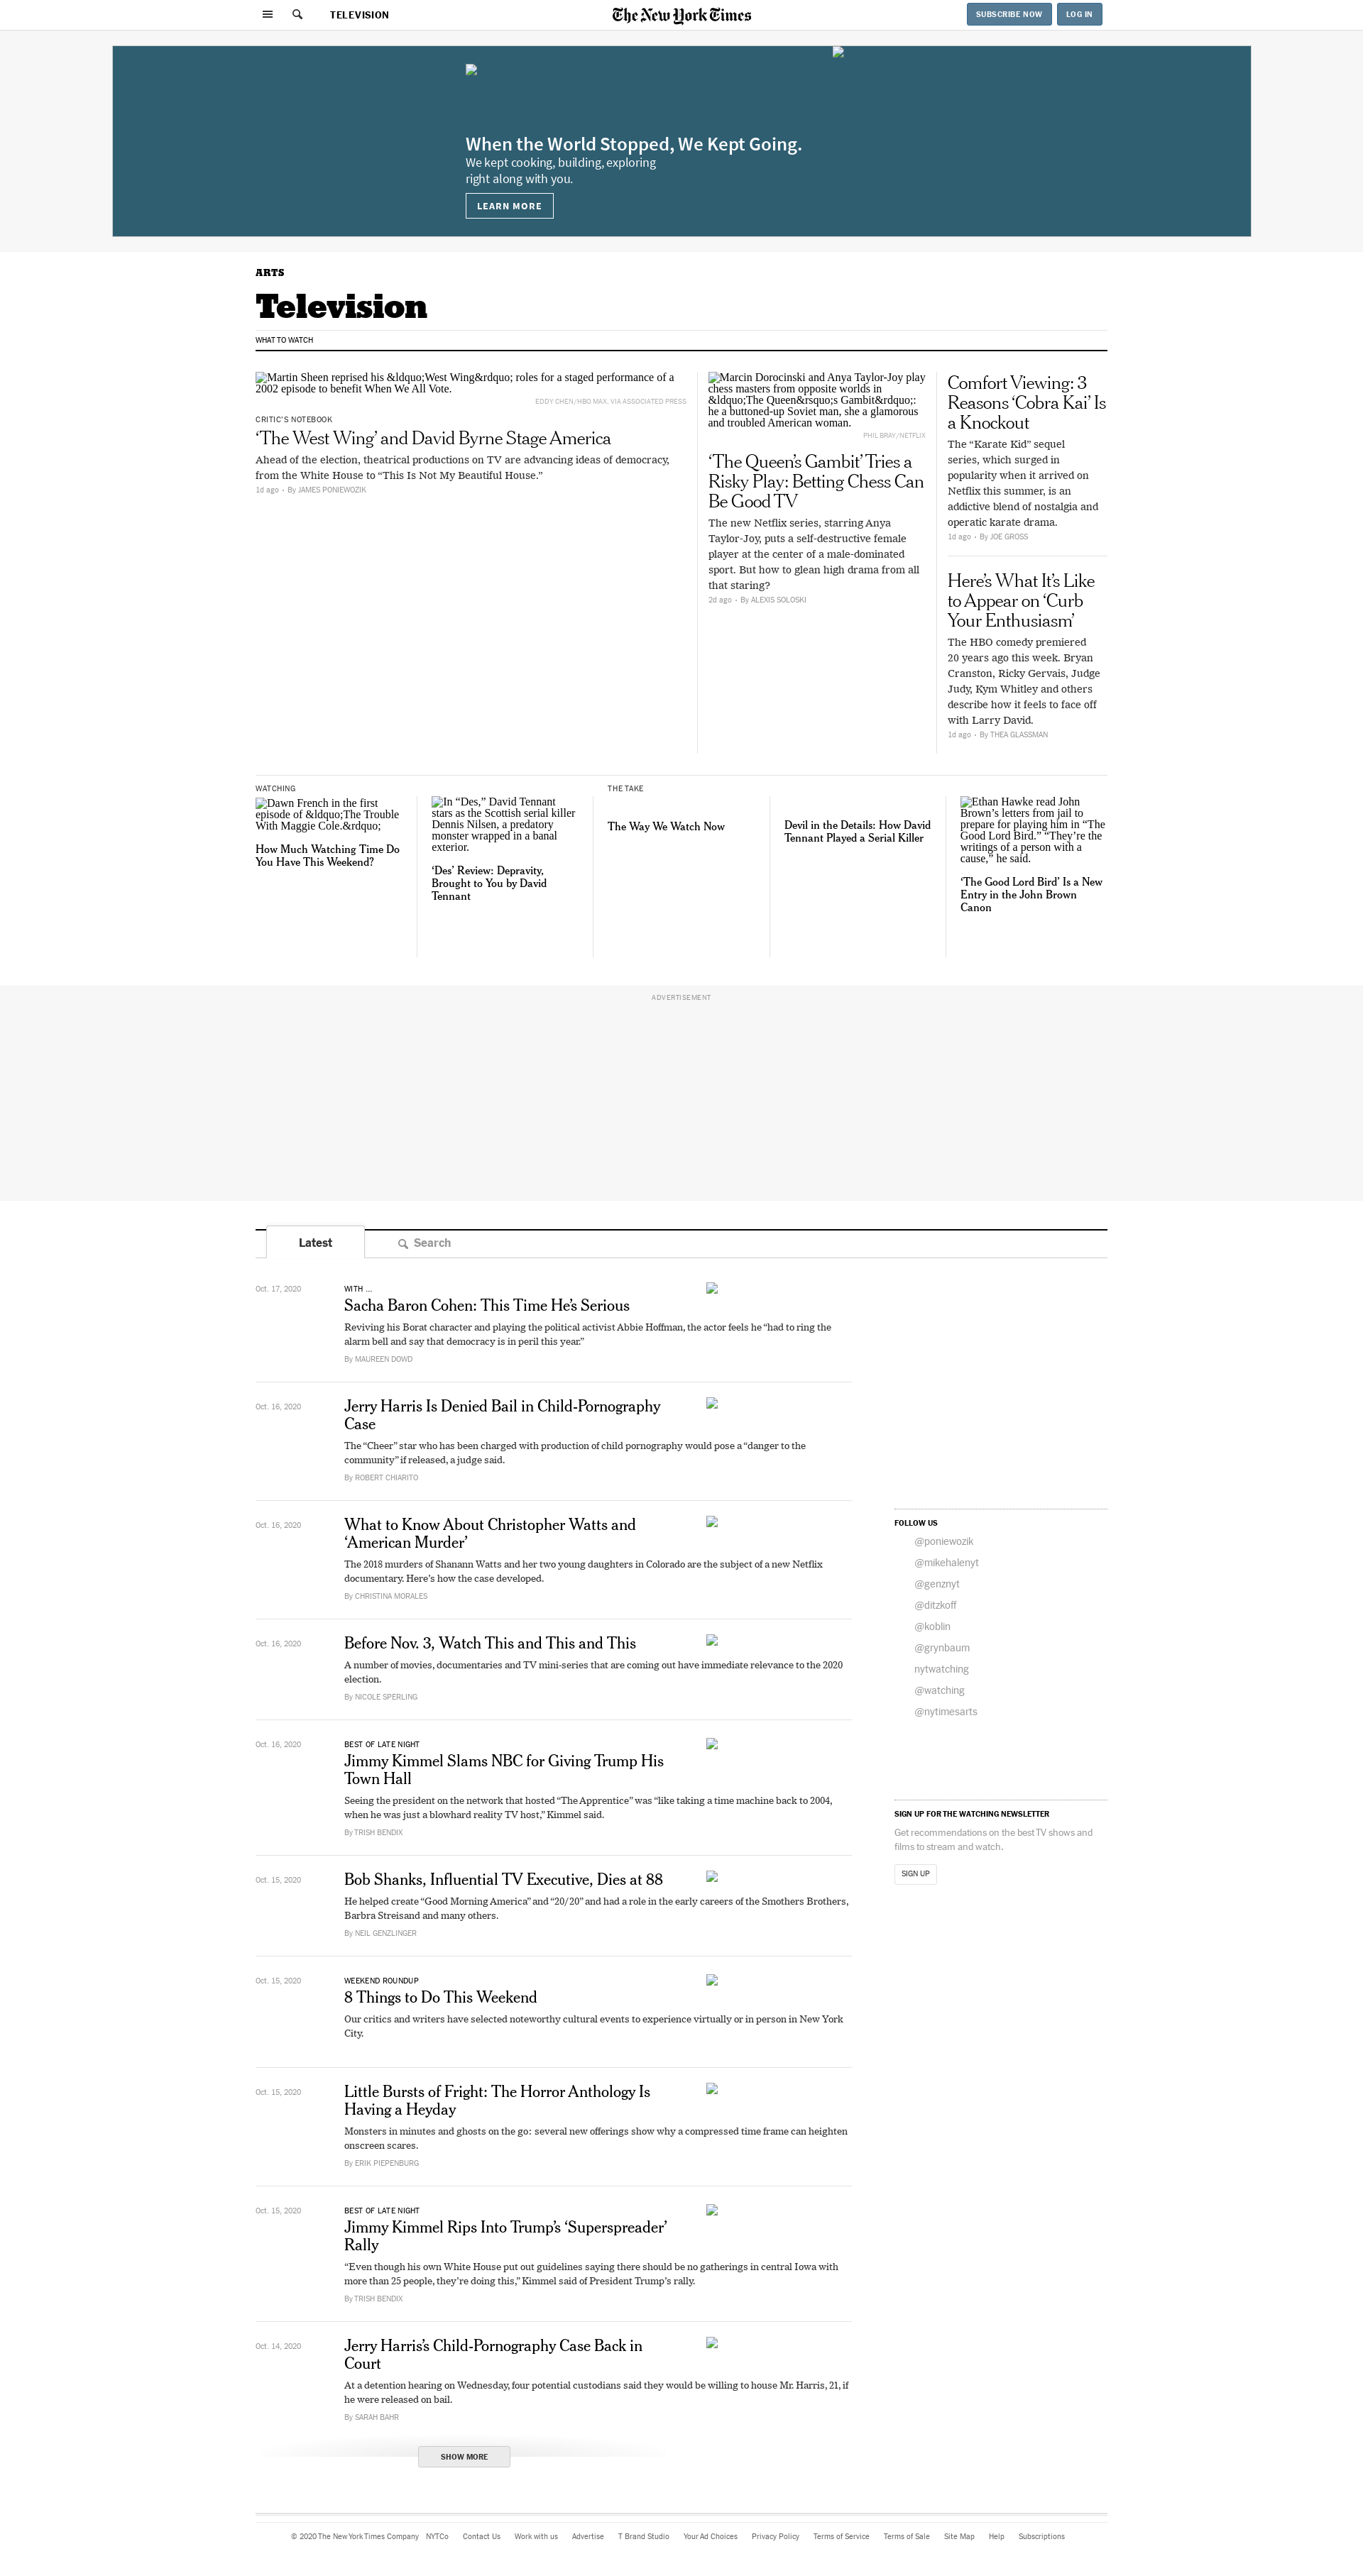 TELEVISION
The New York Times
SUBSCRIBE NOW
LOG IN
When the World Stopped, We Kept Going.
We kept cooking, building, exploring
right along with you.
LEARN MORE
ARTS
Television
WHAT TO WATCH
Martin Sheen reprised his &ldquo;West Wing&rdquo; roles for a staged performance of a
2002 episode to benefit When We All Vote.
EDDY CHEN/HBO MAX, VIA ASSOCIATED PRESS
CRITIC'S NOTEBOOK
‘The West Wing’ and David Byrne Stage America
Ahead of the election, theatrical productions on TV are advancing ideas of democracy,
from the White House to “This Is Not My Beautiful House.”
1d ago • By JAMES PONIEWOZIK
Marcin Dorocinski and Anya Taylor-Joy play
chess masters from opposite worlds in
&ldquo;The Queen&rsquo;s Gambit&rdquo;:
he a buttoned-up Soviet man, she a glamorous
and troubled American woman.
PHIL BRAY/NETFLIX
‘The Queen’s Gambit’ Tries a
Risky Play: Betting Chess Can
Be Good TV
The new Netflix series, starring Anya
Taylor-Joy, puts a self-destructive female
player at the center of a male-dominated
sport. But how to glean high drama from all
that staring?
2d ago • By ALEXIS SOLOSKI
Comfort Viewing: 3
Reasons ‘Cobra Kai’ Is
a Knockout
The “Karate Kid” sequel
series, which surged in
popularity when it arrived on
Netflix this summer, is an
addictive blend of nostalgia and
operatic karate drama.
1d ago • By JOE GROSS
Here’s What It’s Like
to Appear on ‘Curb
Your Enthusiasm’
The HBO comedy premiered
20 years ago this week. Bryan
Cranston, Ricky Gervais, Judge
Judy, Kym Whitley and others
describe how it feels to face off
with Larry David.
1d ago • By THEA GLASSMAN
WATCHING
Dawn French in the first
episode of &ldquo;The Trouble
With Maggie Cole.&rdquo;
How Much Watching Time Do
You Have This Weekend?
In “Des,” David Tennant
stars as the Scottish serial killer
Dennis Nilsen, a predatory
monster wrapped in a banal
exterior.
‘Des’ Review: Depravity,
Brought to You by David
Tennant
THE TAKE
The Way We Watch Now
Devil in the Details: How David
Tennant Played a Serial Killer
Ethan Hawke read John
Brown’s letters from jail to
prepare for playing him in “The
Good Lord Bird.” “They’re the
writings of a person with a
cause,” he said.
‘The Good Lord Bird’ Is a New
Entry in the John Brown
Canon
ADVERTISEMENT
Latest
Search
Oct. 17, 2020
WITH ...
Sacha Baron Cohen: This Time He’s Serious
Reviving his Borat character and playing the political activist Abbie Hoffman, the actor feels he “had to ring the
alarm bell and say that democracy is in peril this year.”
By MAUREEN DOWD
Oct. 16, 2020
Jerry Harris Is Denied Bail in Child-Pornography
Case
The “Cheer” star who has been charged with production of child pornography would pose a “danger to the
community” if released, a judge said.
By ROBERT CHIARITO
Oct. 16, 2020
What to Know About Christopher Watts and
‘American Murder’
The 2018 murders of Shanann Watts and her two young daughters in Colorado are the subject of a new Netflix
documentary. Here’s how the case developed.
By CHRISTINA MORALES
Oct. 16, 2020
Before Nov. 3, Watch This and This and This
A number of movies, documentaries and TV mini-series that are coming out have immediate relevance to the 2020
election.
By NICOLE SPERLING
Oct. 16, 2020
BEST OF LATE NIGHT
Jimmy Kimmel Slams NBC for Giving Trump His
Town Hall
Seeing the president on the network that hosted “The Apprentice” was “like taking a time machine back to 2004,
when he was just a blowhard reality TV host,” Kimmel said.
By TRISH BENDIX
Oct. 15, 2020
Bob Shanks, Influential TV Executive, Dies at 88
He helped create “Good Morning America” and “20/20” and had a role in the early careers of the Smothers Brothers,
Barbra Streisand and many others.
By NEIL GENZLINGER
Oct. 15, 2020
WEEKEND ROUNDUP
8 Things to Do This Weekend
Our critics and writers have selected noteworthy cultural events to experience virtually or in person in New York
City.
Oct. 15, 2020
Little Bursts of Fright: The Horror Anthology Is
Having a Heyday
Monsters in minutes and ghosts on the go: several new offerings show why a compressed time frame can heighten
onscreen scares.
By ERIK PIEPENBURG
Oct. 15, 2020
BEST OF LATE NIGHT
Jimmy Kimmel Rips Into Trump’s ‘Superspreader’
Rally
“Even though his own White House put out guidelines saying there should be no gatherings in central Iowa with
more than 25 people, they’re doing this,” Kimmel said of President Trump’s rally.
By TRISH BENDIX
Oct. 14, 2020
Jerry Harris’s Child-Pornography Case Back in
Court
At a detention hearing on Wednesday, four potential custodians said they would be willing to house Mr. Harris, 21, if
he were released on bail.
By SARAH BAHR
SHOW MORE
FOLLOW US
@poniewozik
@mikehalenyt
@genznyt
@ditzkoff
@koblin
@grynbaum
nytwatching
@watching
@nytimesarts
SIGN UP FOR THE WATCHING NEWSLETTER
Get recommendations on the best TV shows and
films to stream and watch.
SIGN UP
© 2020 The New York Times Company NYTCo Contact Us Work with us Advertise T Brand Studio Your Ad Choices Privacy Policy Terms of Service Terms of Sale Site Map Help Subscriptions